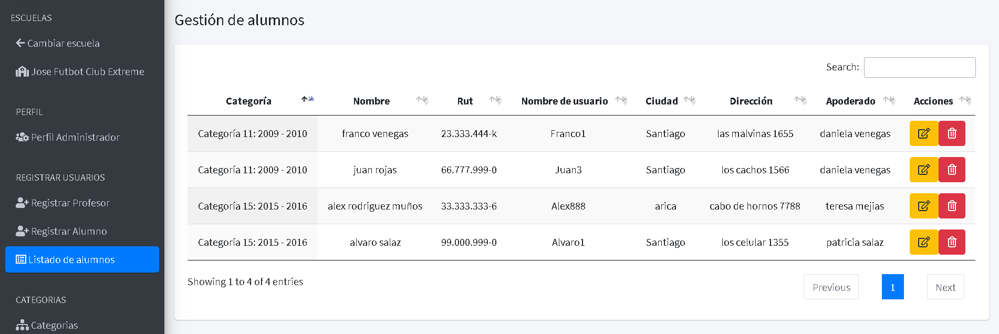 ESCUELAS
Cambiar escuela
Jose Futbot Club Extreme
PERFIL
Perfil Administrador
REGISTRAR USUARIOS
Registrar Profesor
Registrar Alumno
Listado de alumnos
CATEGORIAS
Categorias
Gestión de alumnos
Search:
Categoría Nombre Rut Nombre de usuario Ciudad Dirección Apoderado Acciones
Categoría 11: 2009 - 2010 franco venegas 23.333.444-k Franco1 Santiago las malvinas 1655 daniela venegas
Categoría 11: 2009 - 2010 juan rojas 66.777.999-0 Juan3 Santiago los cachos 1566 daniela venegas
Categoría 15: 2015 - 2016 alex rodriguez muños 33.333.333-6 Alex888 arica cabo de hornos 7788 teresa mejias
Categoría 15: 2015 - 2016 alvaro salaz 99.000.999-0 Alvaro1 Santiago los celular 1355 patricia salaz
Showing 1 to 4 of 4 entries
Previous 1 Next